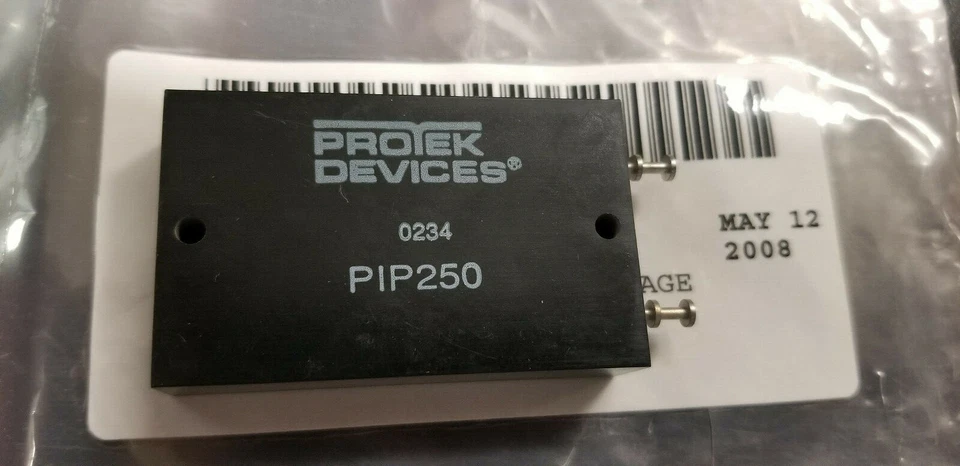 PROTEK
DEVICES®
0234
PIP250
MAY 12
2008
AGE